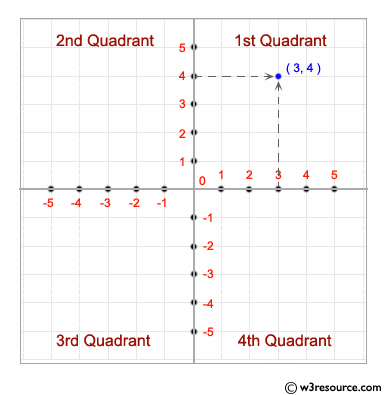 2nd Quadrant 1st Quadrant
5
4
( 3, 4 )
3
2
1
0 1 2 3 4 5
-5 -4 -3 -2 -1
-1
-2
-3
-4
-5
3rd Quadrant 4th Quadrant
© w3resource.com